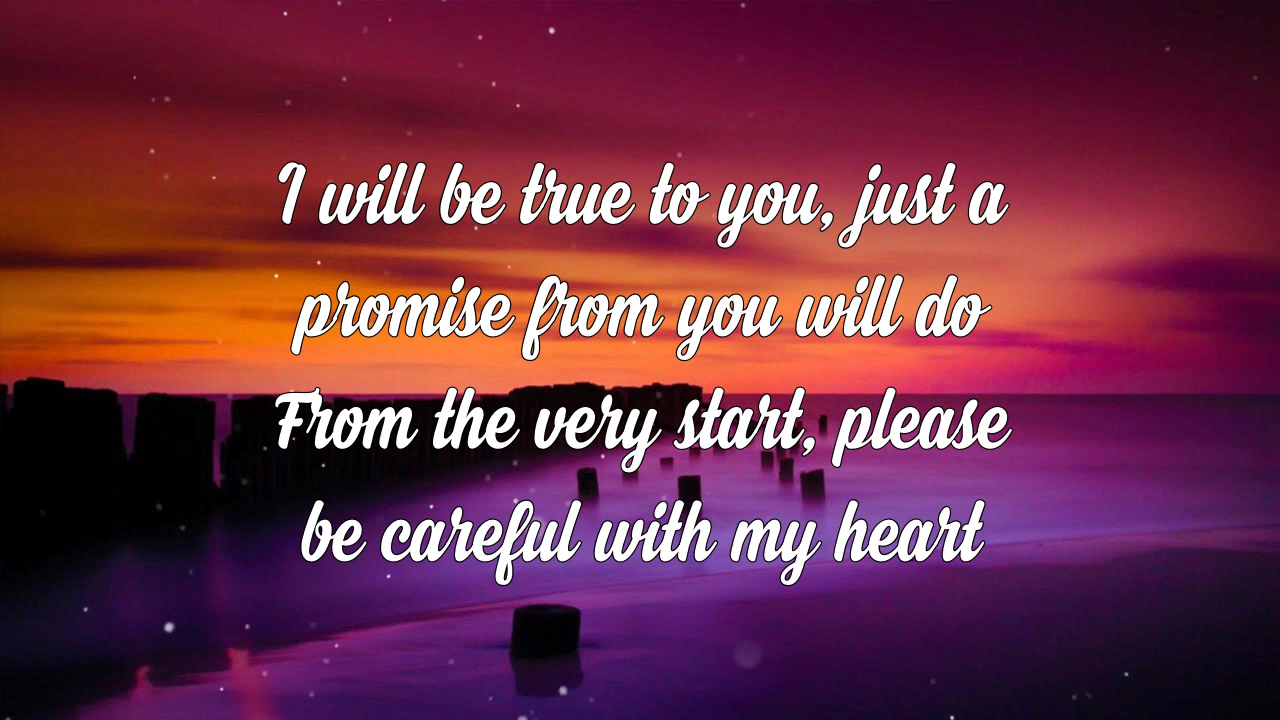 I will be true to you, just a
promise from you will do
From the very start, please
be careful with my heart